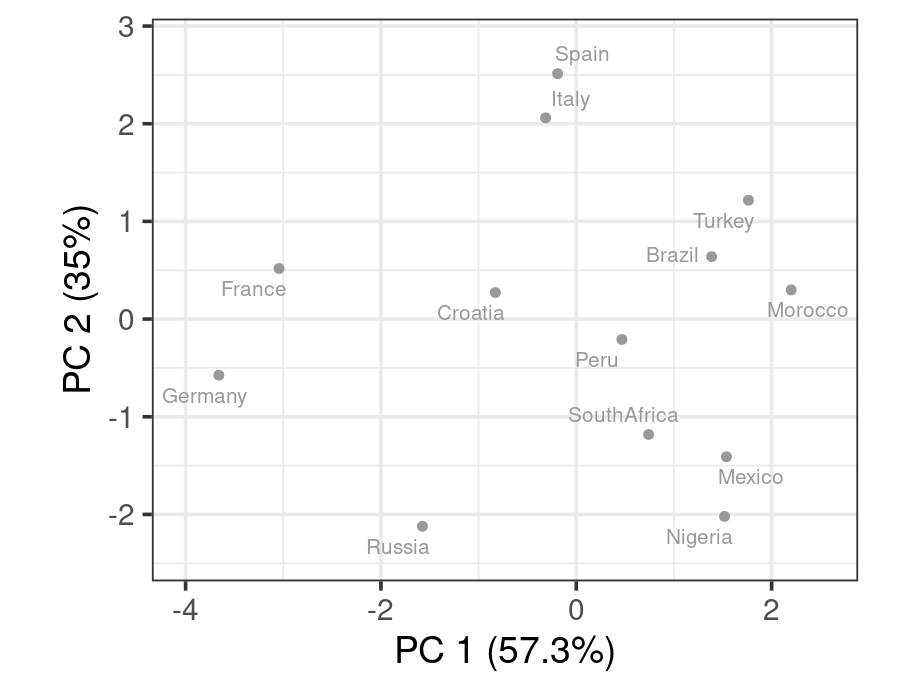 3
Spain
Italy
2
Turkey
1
Brazil
France
Morocco
Croatia
0
Peru
Germany
-1
SouthAfrica
Mexico
-2
Nigeria
Russia
PC 2 (35%)
-4 -2 0 2
PC 1 (57.3%)